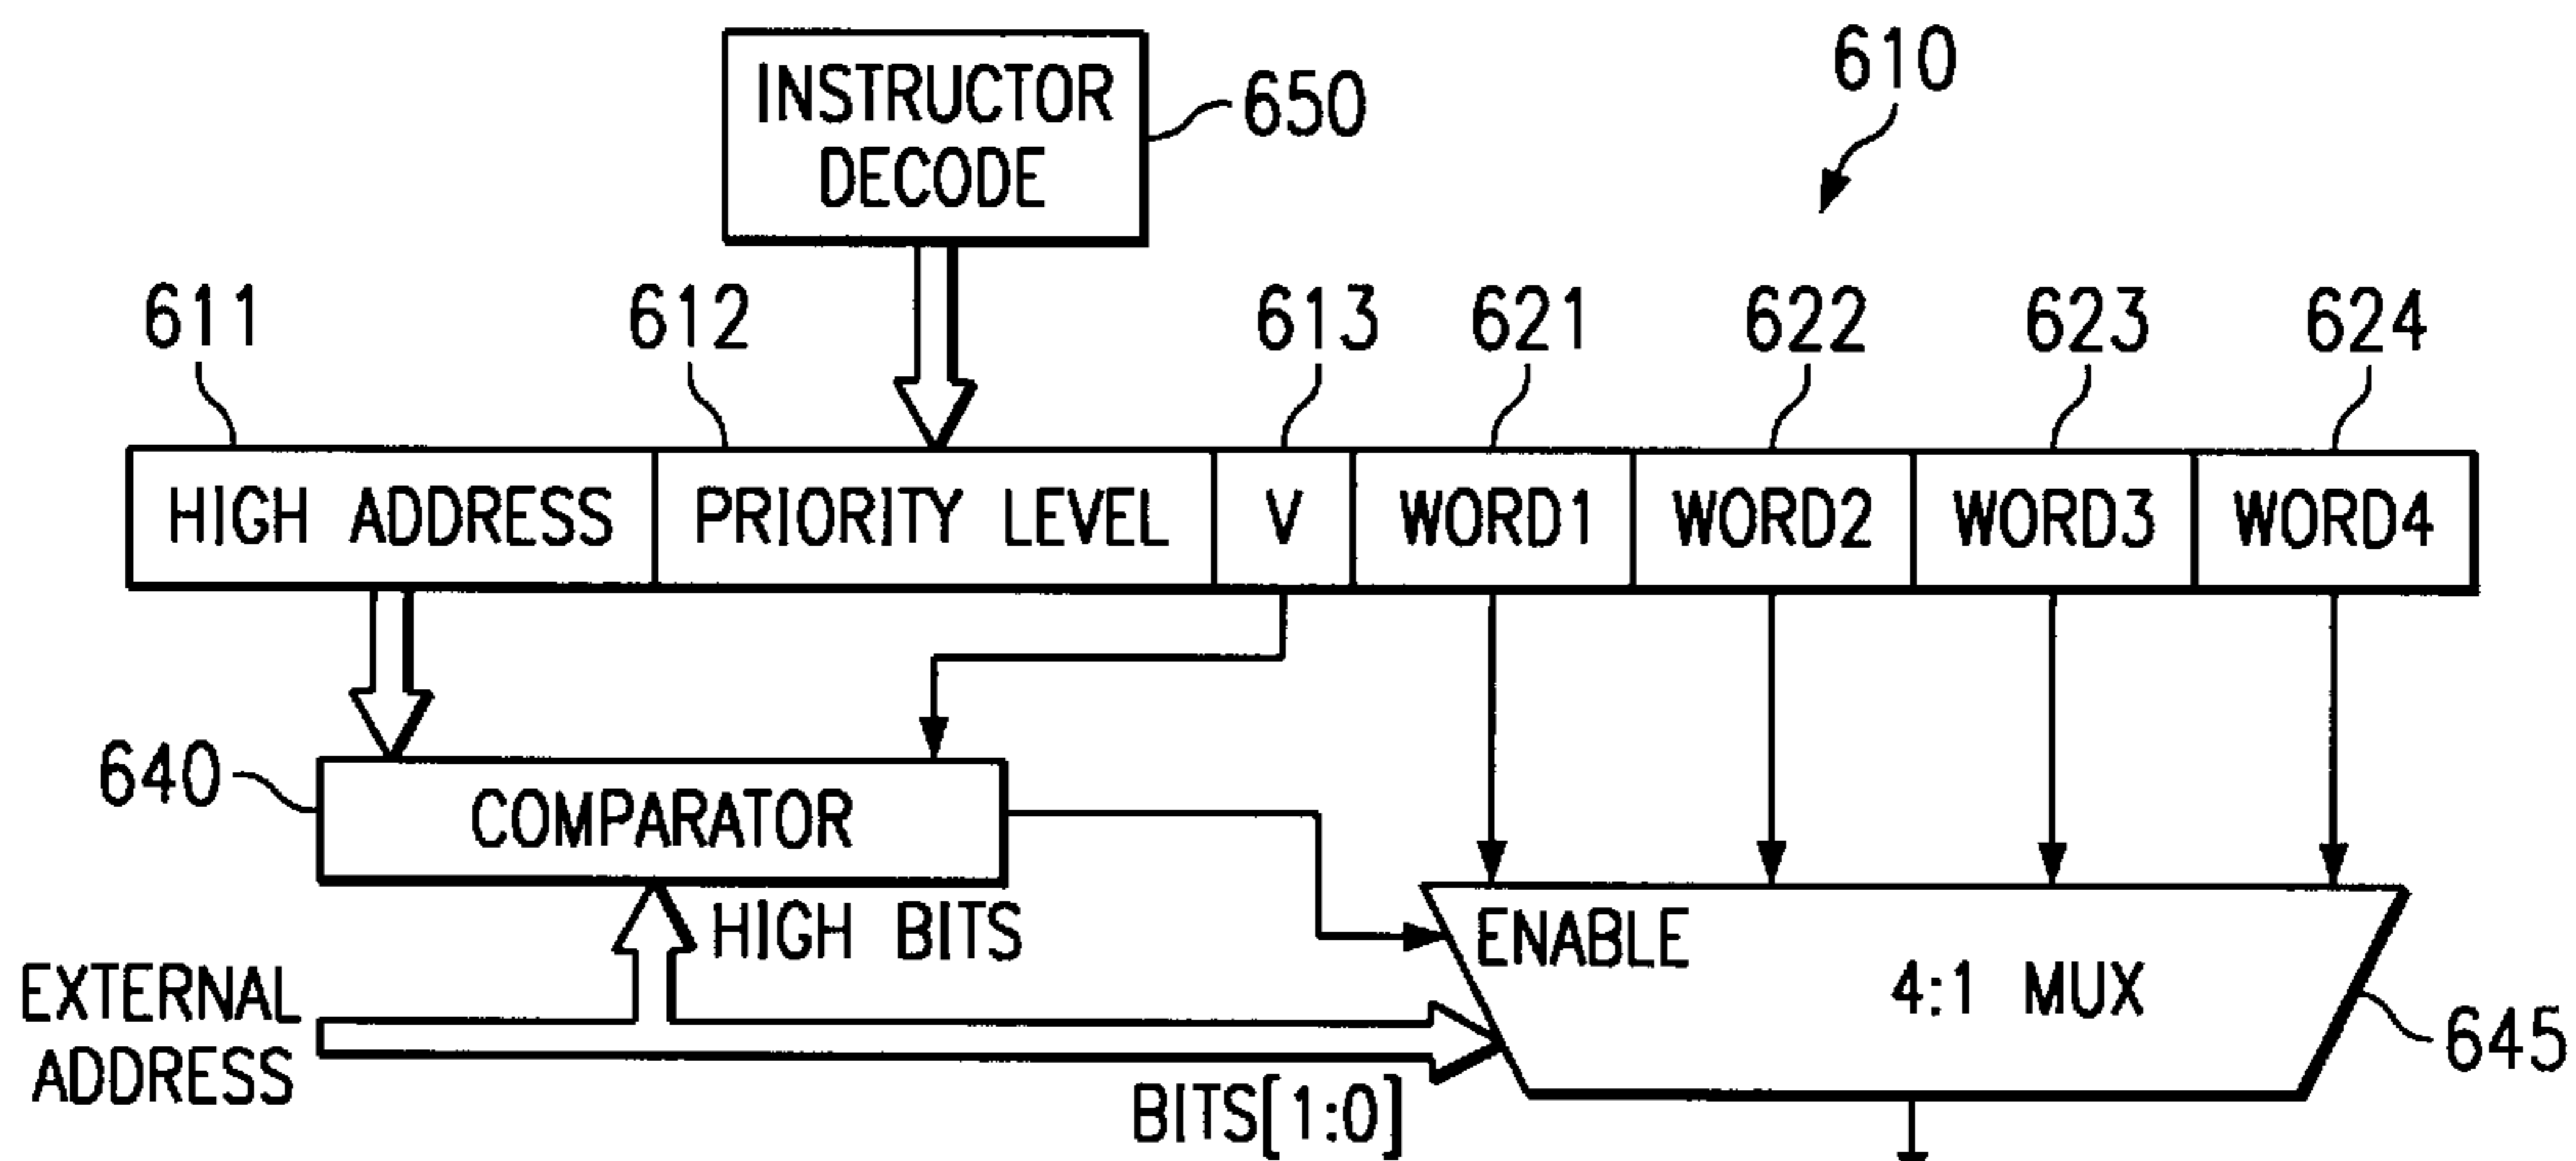 INSTRUCTOR
DECODE
650
610
611
612
613
621
622
623
624
HIGH ADDRESS
PRIORITY LEVEL
V
WORD1
WORD2
WORD3
WORD4
640
COMPARATOR
HIGH BITS
ENABLE
4:1 MUX
EXTERNAL
ADDRESS
645
BITS[1:0]